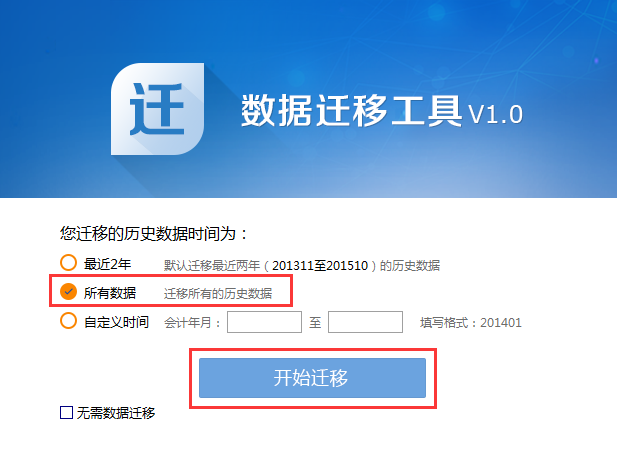 迁
数据迁移工具V1.0
您迁移的历史数据时间为：
最近2年 默认迁移最近两年（201311至201510）的历史数据
所有数据 迁移所有的历史数据
自定义时间 会计年月： 至 填写格式：201401
开始迁移
无需数据迁移